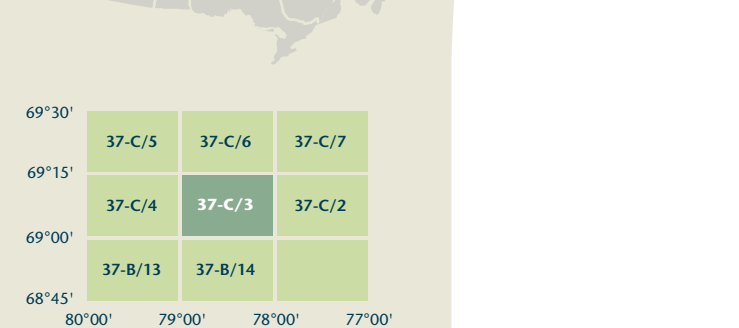 69°30'
37-C/5 37-C/6 37-C/7
69°15'
37-C/4 37-C/3 37-C/2
69°00'
37-B/13 37-B/14
68°45'
80°00' 79°00' 78°00' 77°00'